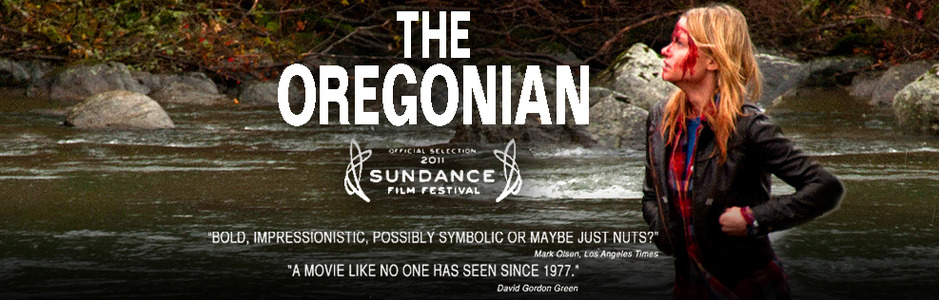 THE
OREGONIAN
OFFICIAL SELECTION
2011
SUNDANCE
FILM FESTIVAL
"BOLD, IMPRESSIONISTIC, POSSIBLY SYMBOLIC OR MAYBE JUST NUTS?"
Mark Olsen, Los Angeles Times
"A MOVIE LIKE NO ONE HAS SEEN SINCE 1977."
David Gordon Green